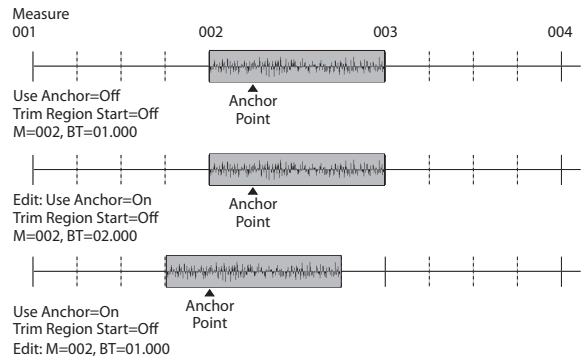 Measure
001 002 003 004
Anchor
Point
Use Anchor=Off
Trim Region Start=Off
M=002, BT=01.000
Anchor
Point
Edit: Use Anchor=On
Trim Region Start=Off
M=002, BT=02.000
Anchor
Point
Use Anchor=On
Trim Region Start=Off
Edit: M=002, BT=01.000